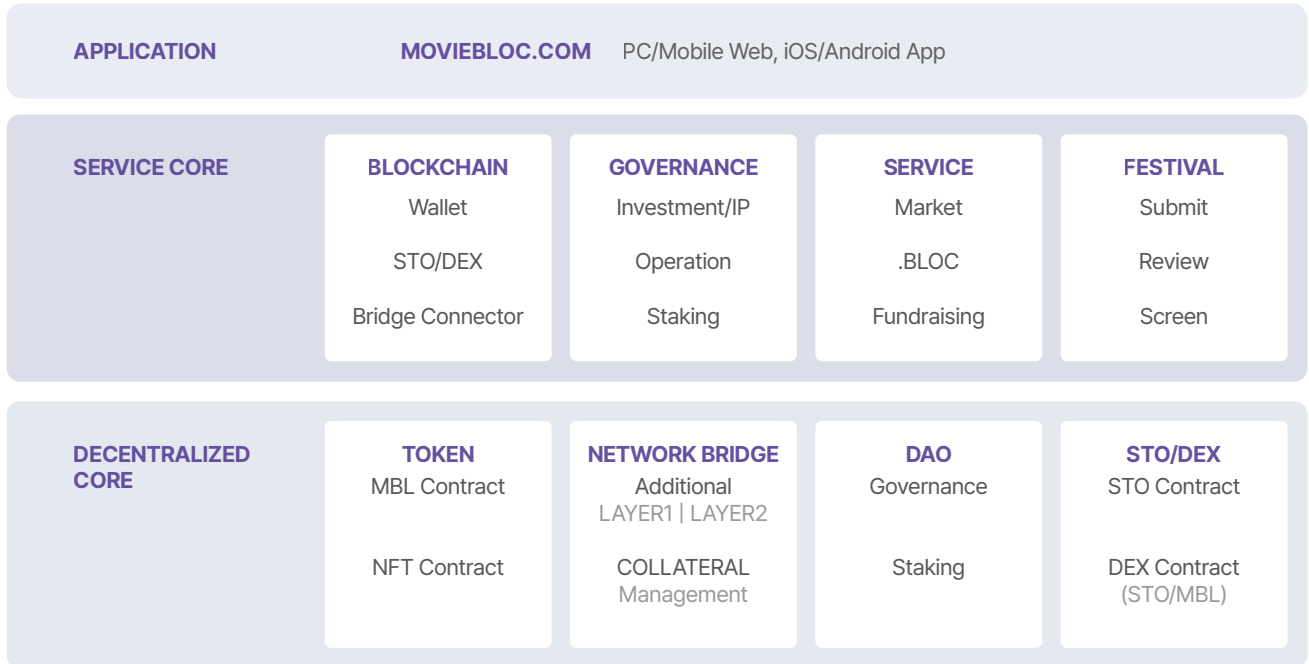 APPLICATION
MOVIEBLOC.COM PC/Mobile Web, iOS/Android App
SERVICE CORE
BLOCKCHAIN
Wallet
STO/DEX
Bridge Connector
GOVERNANCE
Investment/IP
Operation
Staking
SERVICE
Market
.BLOC
Fundraising
FESTIVAL
Submit
Review
Screen
DECENTRALIZED
CORE
TOKEN
MBL Contract
NFT Contract
NETWORK BRIDGE
Additional
LAYER1 | LAYER2
COLLATERAL
Management
DAO
Governance
Staking
STO/DEX
STO Contract
DEX Contract
(STO/MBL)